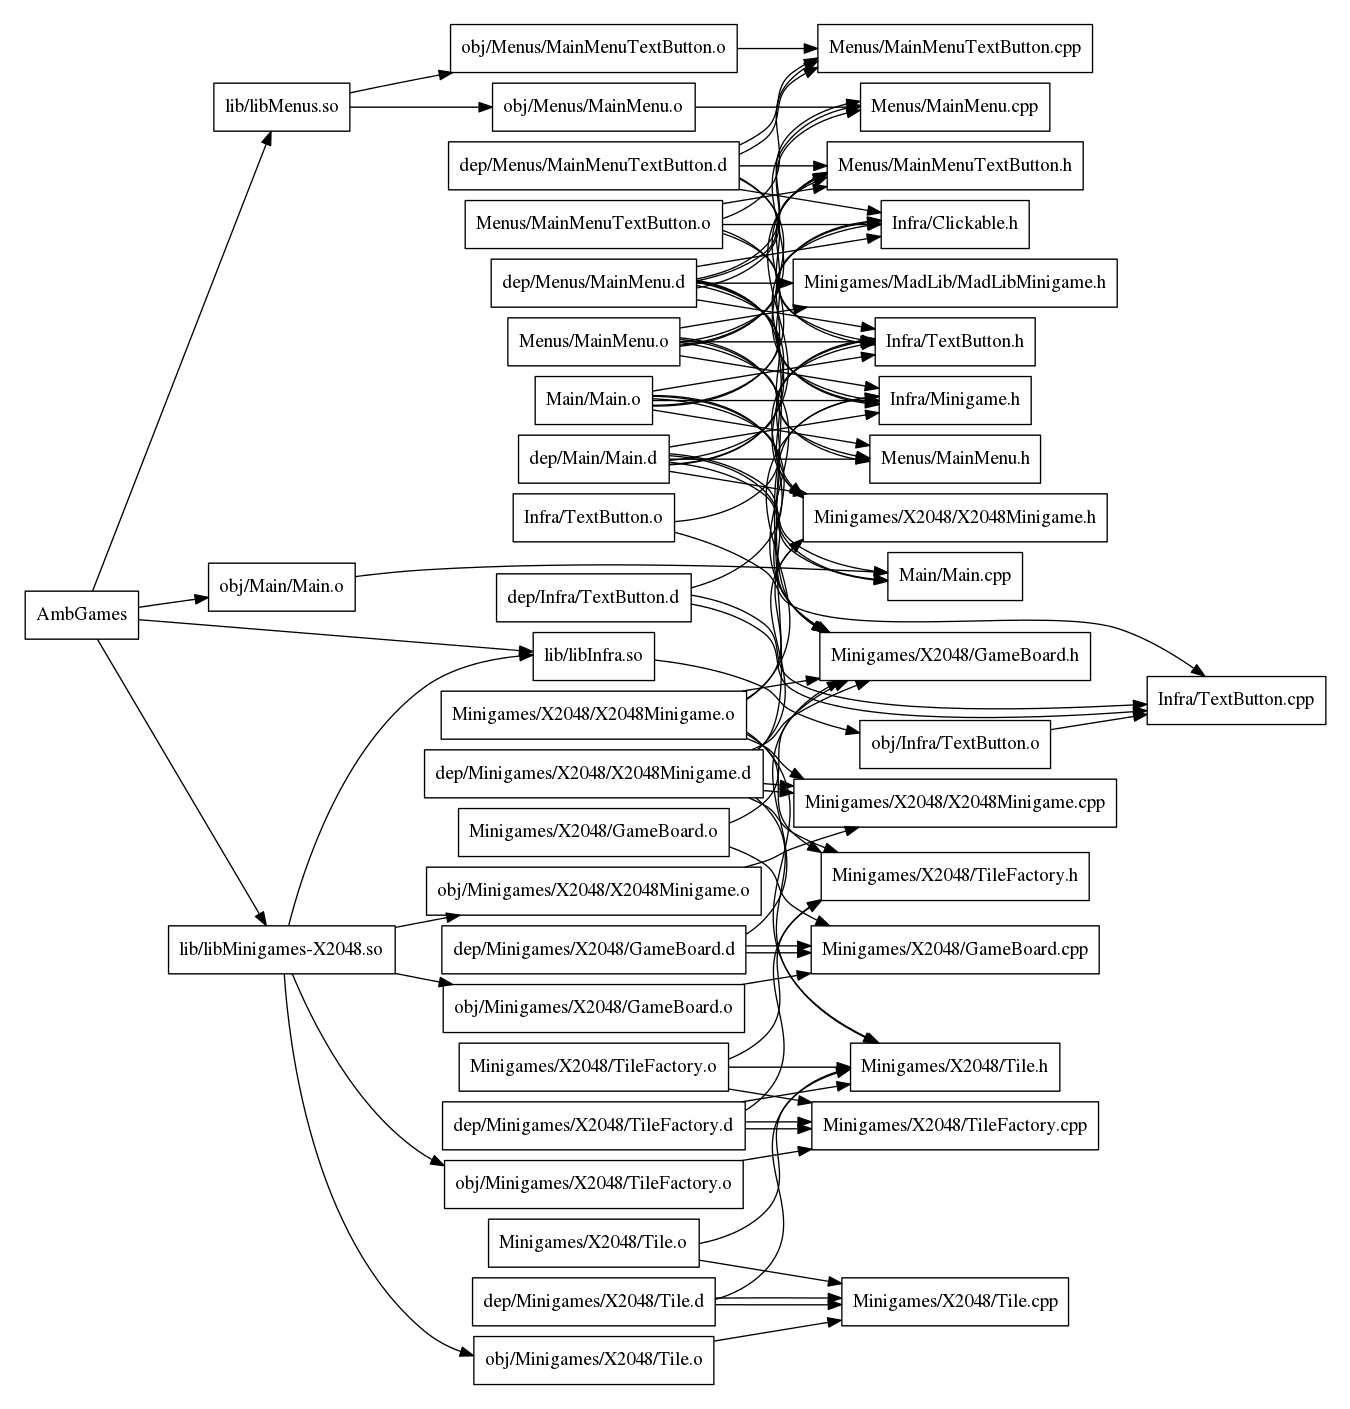 obj/Menus/MainMenuTextButton.o
Menus/MainMenuTextButton.cpp
lib/libMenus.so
obj/Menus/MainMenu.o
Menus/MainMenu.cpp
dep/Menus/MainMenuTextButton.d
Menus/MainMenuTextButton.h
Menus/MainMenuTextButton.o
Infra/Clickable.h
dep/Menus/MainMenu.d
Minigames/MadLib/MadLibMinigame.h
Menus/MainMenu.o
Infra/TextButton.h
Main/Main.o
Infra/Minigame.h
dep/Main/Main.d
Menus/MainMenu.h
Infra/TextButton.o
Minigames/X2048/X2048Minigame.h
obj/Main/Main.o
Main/Main.cpp
AmbGames
dep/Infra/TextButton.d
lib/libInfra.so
Minigames/X2048/GameBoard.h
Infra/TextButton.cpp
Minigames/X2048/X2048Minigame.o
obj/Infra/TextButton.o
dep/Minigames/X2048/X2048Minigame.d
Minigames/X2048/X2048Minigame.cpp
Minigames/X2048/GameBoard.o
obj/Minigames/X2048/X2048Minigame.o
Minigames/X2048/TileFactory.h
lib/libMinigames-X2048.so
dep/Minigames/X2048/GameBoard.d
Minigames/X2048/GameBoard.cpp
obj/Minigames/X2048/GameBoard.o
Minigames/X2048/TileFactory.o
Minigames/X2048/Tile.h
dep/Minigames/X2048/TileFactory.d
Minigames/X2048/TileFactory.cpp
obj/Minigames/X2048/TileFactory.o
Minigames/X2048/Tile.o
dep/Minigames/X2048/Tile.d
Minigames/X2048/Tile.cpp
obj/Minigames/X2048/Tile.o